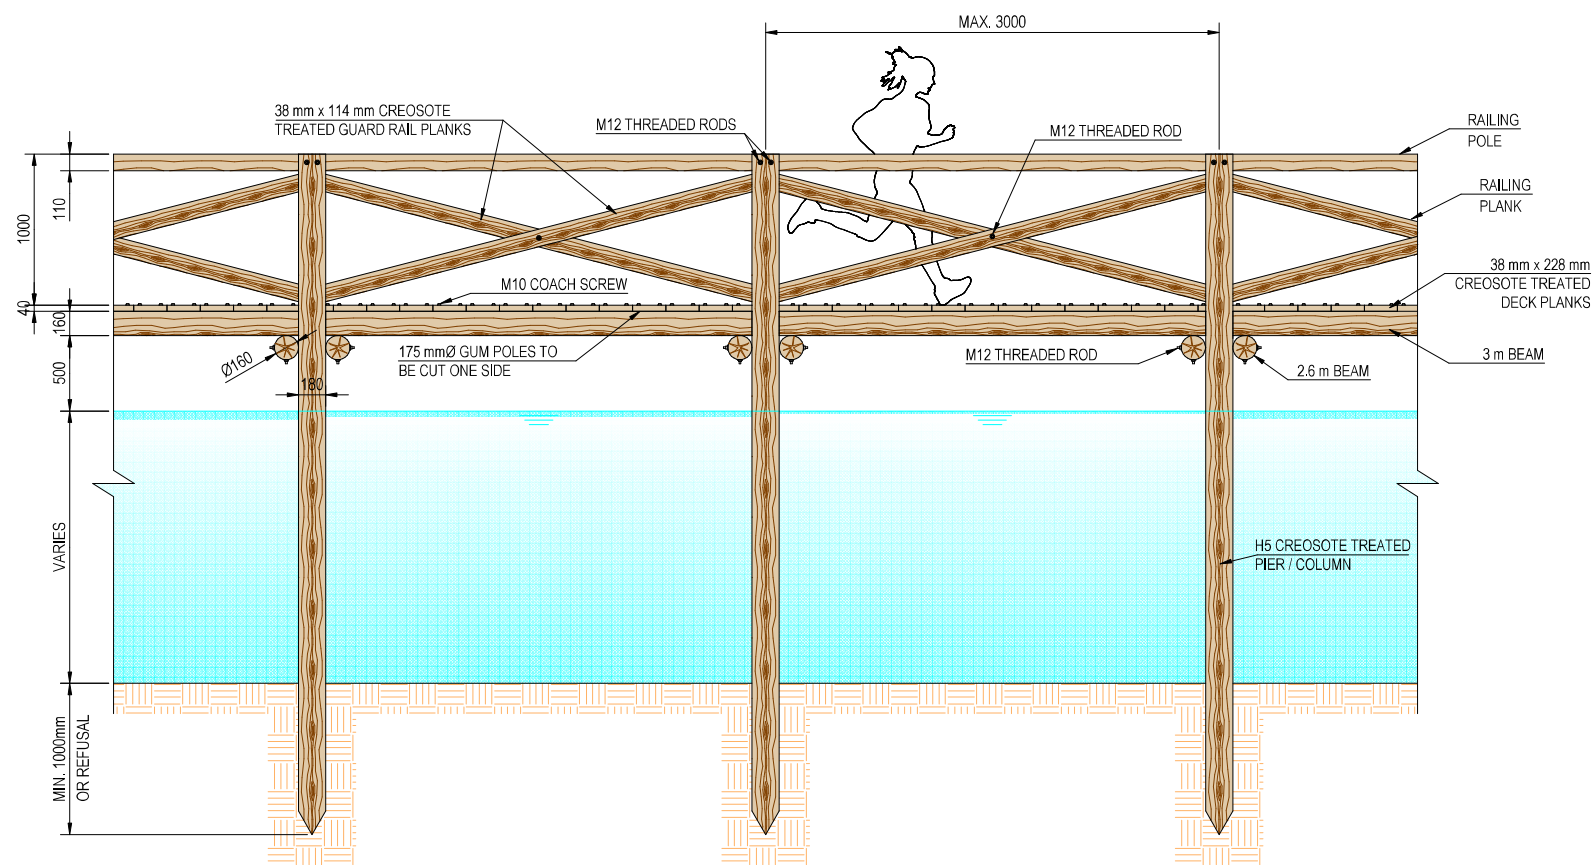 MAX. 3000
38 mm x 114 mm CREOSOTE
TREATED GUARD RAIL PLANKS
M12 THREADED RODS
M12 THREADED ROD
RAILING
POLE
RAILING
PLANK
1000
110
38 mm x 228 mm
CREOSOTE TREATED
DECK PLANKS
M10 COACH SCREW
40
160
175 mmØ GUM POLES TO
BE CUT ONE SIDE
M12 THREADED ROD
3 m BEAM
2.6 m BEAM
Ø160
180
500
VARIES
H5 CREOSOTE TREATED
PIER / COLUMN
MIN. 1000mm
OR REFUSAL